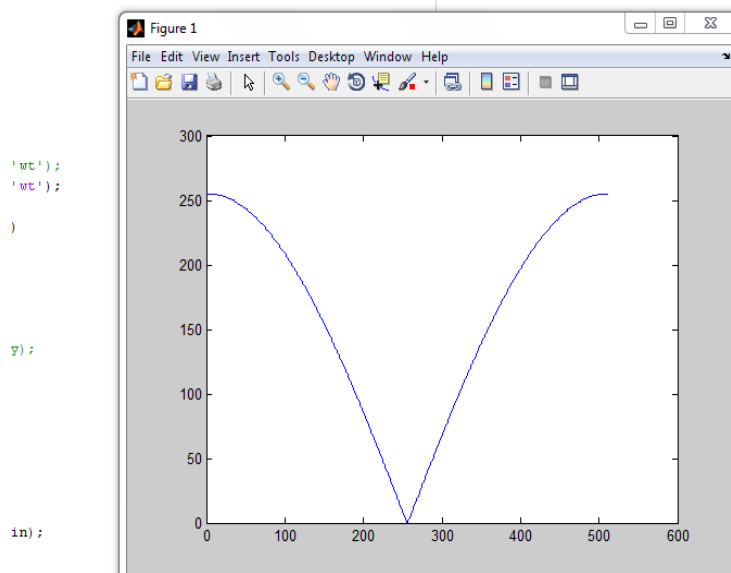 Figure 1
File Edit View Insert Tools Desktop Window Help
'wt');
'wt');
)
y);
in);
300
250
200
150
100
50
0
0 100 200 300 400 500 600